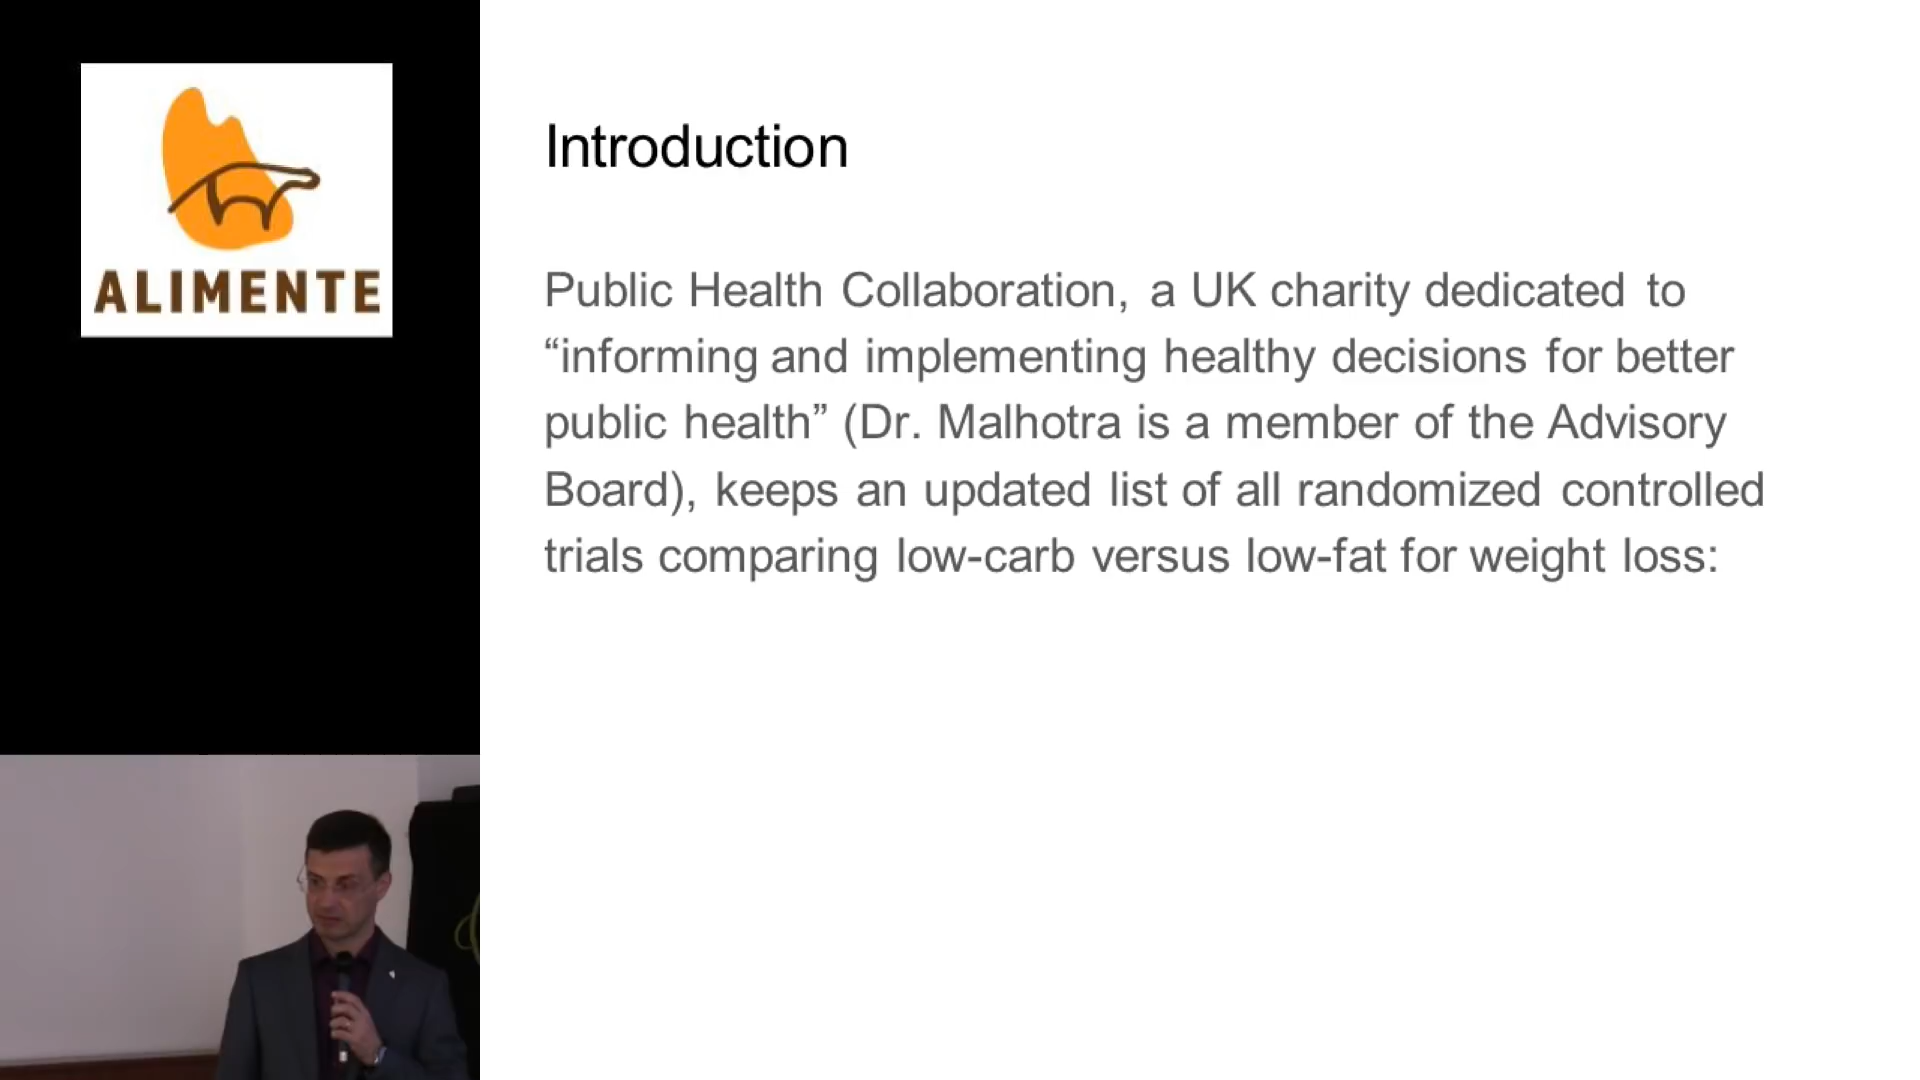 ALIMENTE
Introduction
Public Health Collaboration, a UK charity dedicated to
“informing and implementing healthy decisions for better
public health” (Dr. Malhotra is a member of the Advisory
Board), keeps an updated list of all randomized controlled
trials comparing low-carb versus low-fat for weight loss: